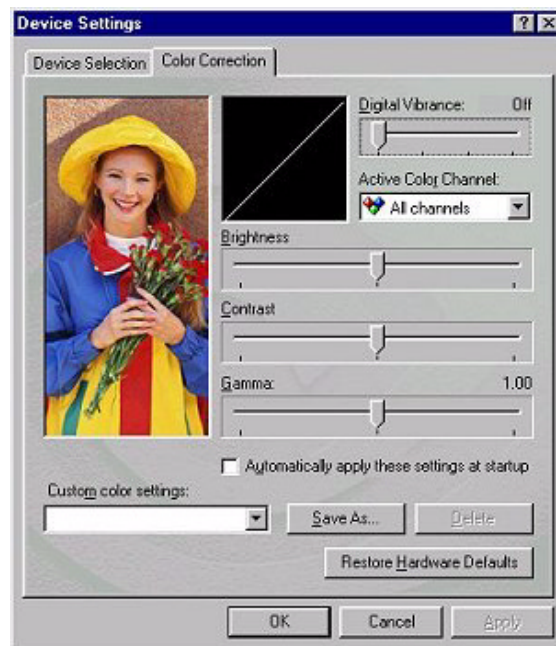 Device Settings
Device Selection
Color Correction
Digital Vibrance: Off
Active Color Channel:
All channels
Brightness
Contrast
Gamma: 1.00
Automatically apply these settings at startup
Custom color settings:
Save As...
Delete
Restore Hardware Defaults
OK
Cancel
Apply